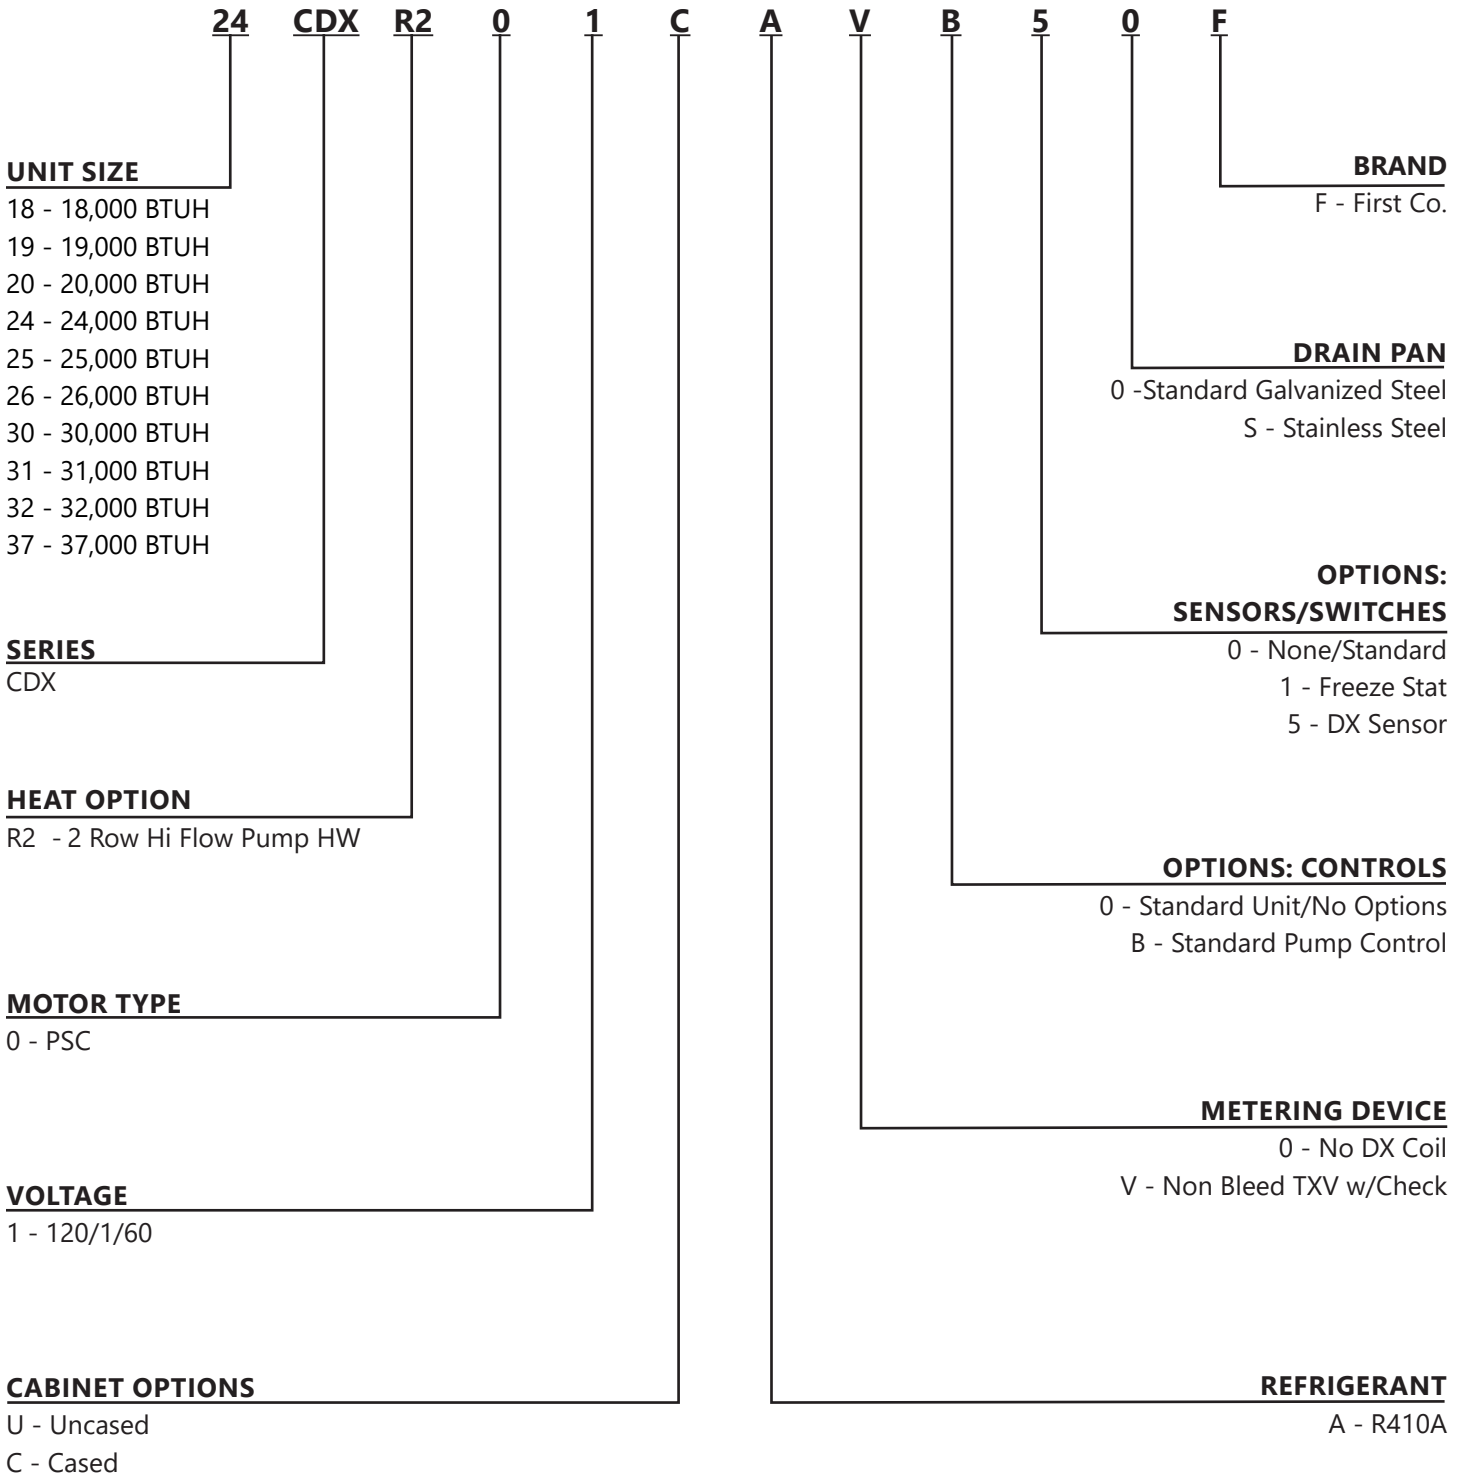 24 CDX R2 0 1 C A V B 5 0 F
UNIT SIZE
18 - 18,000 BTUH
19 - 19,000 BTUH
20 - 20,000 BTUH
24 - 24,000 BTUH
25 - 25,000 BTUH
26 - 26,000 BTUH
30 - 30,000 BTUH
31 - 31,000 BTUH
32 - 32,000 BTUH
37 - 37,000 BTUH
SERIES
CDX
HEAT OPTION
R2 - 2 Row Hi Flow Pump HW
MOTOR TYPE
0 - PSC
VOLTAGE
1 - 120/1/60
CABINET OPTIONS
U - Uncased
C - Cased
BRAND
F - First Co.
DRAIN PAN
0 -Standard Galvanized Steel
S - Stainless Steel
OPTIONS:
SENSORS/SWITCHES
0 - None/Standard
1 - Freeze Stat
5 - DX Sensor
OPTIONS: CONTROLS
0 - Standard Unit/No Options
B - Standard Pump Control
METERING DEVICE
0 - No DX Coil
V - Non Bleed TXV w/Check
REFRIGERANT
A - R410A